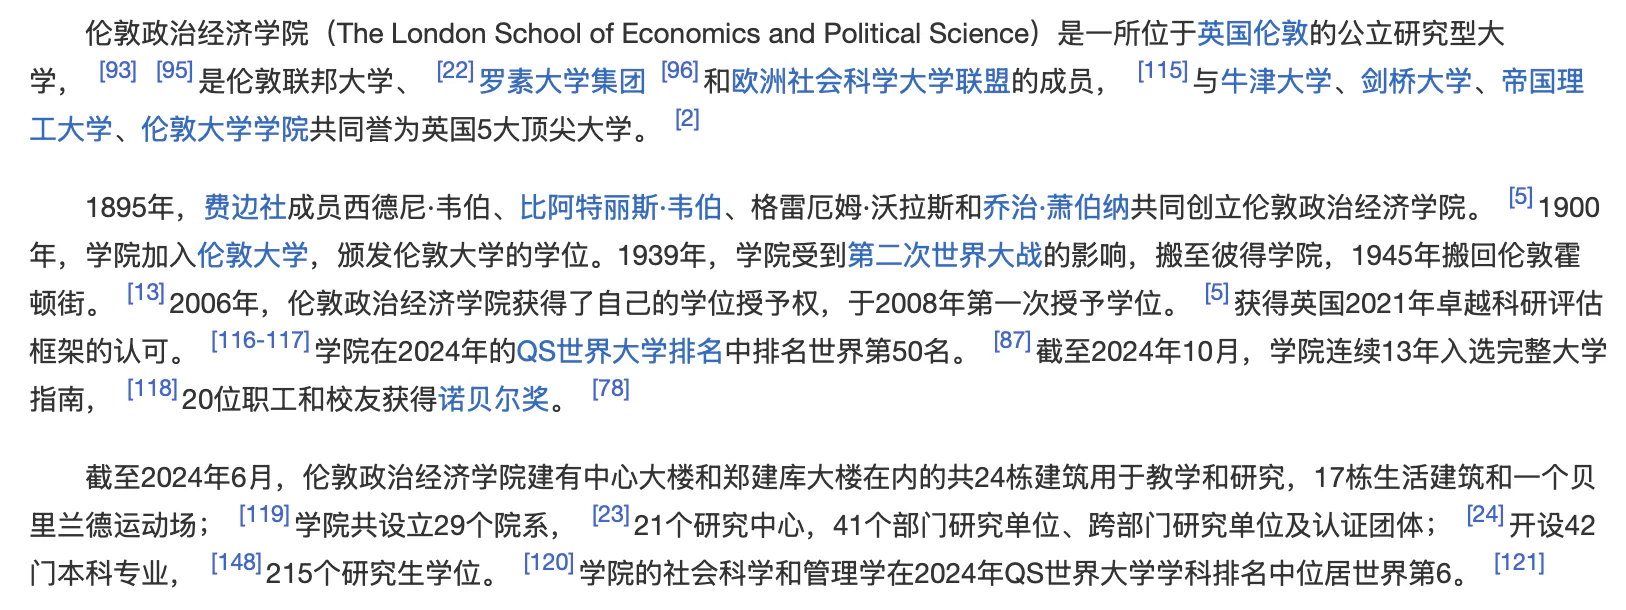 伦敦政治经济学院（The London School of Economics and Political Science）是一所位于英国伦敦的公立研究型大
学， [93] [95] 是伦敦联邦大学、 [22] 罗素大学集团 [96] 和欧洲社会科学大学联盟的成员， [115] 与牛津大学、剑桥大学、帝国理
工大学、伦敦大学学院共同誉为英国5大顶尖大学。 [2]
1895年，费边社成员西德尼·韦伯、比阿特丽斯·韦伯、格雷厄姆·沃拉斯和乔治·萧伯纳共同创立伦敦政治经济学院。 [5] 1900
年，学院加入伦敦大学，颁发伦敦大学的学位。1939年，学院受到第二次世界大战的影响，搬至彼得学院，1945年搬回伦敦霍
顿街。 [13] 2006年，伦敦政治经济学院获得了自己的学位授予权，于2008年第一次授予学位。 [5] 获得英国2021年卓越科研评估
框架的认可。 [116-117] 学院在2024年的QS世界大学排名中排名世界第50名。 [87] 截至2024年10月，学院连续13年入选完整大学
指南， [118] 20位职工和校友获得诺贝尔奖。 [78]
截至2024年6月，伦敦政治经济学院建有中心大楼和郑建库大楼在内的共24栋建筑用于教学和研究，17栋生活建筑和一个贝
里兰德运动场； [119] 学院共设立29个院系， [23] 21个研究中心，41个部门研究单位、跨部门研究单位及认证团体； [24] 开设42
门本科专业， [148] 215个研究生学位。 [120] 学院的社会科学和管理学在2024年QS世界大学学科排名中位居世界第6。 [121]